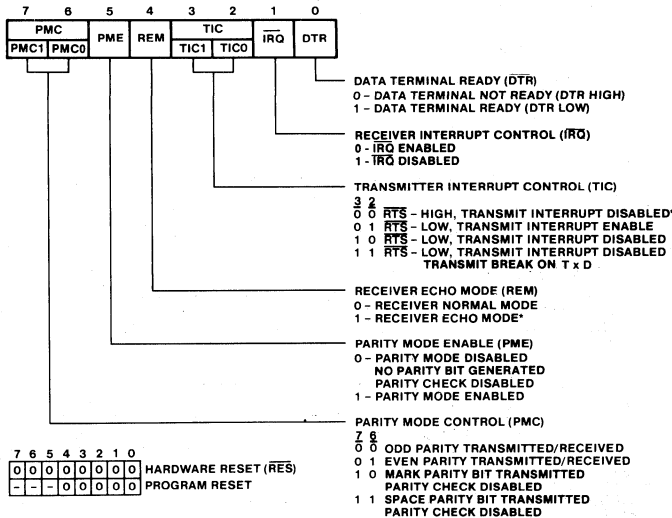 7 6 5 4 3 2 1 0
PMC PME REM TIC IRQ DTR
PMC1 PMC0 TIC1 TIC0
DATA TERMINAL READY (DTR)
0 – DATA TERMINAL NOT READY (DTR HIGH)
1 – DATA TERMINAL READY (DTR LOW)
RECEIVER INTERRUPT CONTROL (IRQ)
0 - IRQ ENABLED
1 - IRQ DISABLED
TRANSMITTER INTERRUPT CONTROL (TIC)
3 2
0 0 RTS – HIGH, TRANSMIT INTERRUPT DISABLED*
0 1 RTS – LOW, TRANSMIT INTERRUPT ENABLE
1 0 RTS – LOW, TRANSMIT INTERRUPT DISABLED
1 1 RTS – LOW, TRANSMIT INTERRUPT DISABLED
TRANSMIT BREAK ON T x D
RECEIVER ECHO MODE (REM)
0 – RECEIVER NORMAL MODE
1 – RECEIVER ECHO MODE*
PARITY MODE ENABLE (PME)
0 – PARITY MODE DISABLED
NO PARITY BIT GENERATED
PARITY CHECK DISABLED
1 – PARITY MODE ENABLED
PARITY MODE CONTROL (PMC)
7 6
0 0 ODD PARITY TRANSMITTED/RECEIVED
0 1 EVEN PARITY TRANSMITTED/RECEIVED
1 0 MARK PARITY BIT TRANSMITTED
PARITY CHECK DISABLED
1 1 SPACE PARITY BIT TRANSMITTED
PARITY CHECK DISABLED
7 6 5 4 3 2 1 0
0 0 0 0 0 0 0 0 HARDWARE RESET (RES)
– – – 0 0 0 0 0 PROGRAM RESET